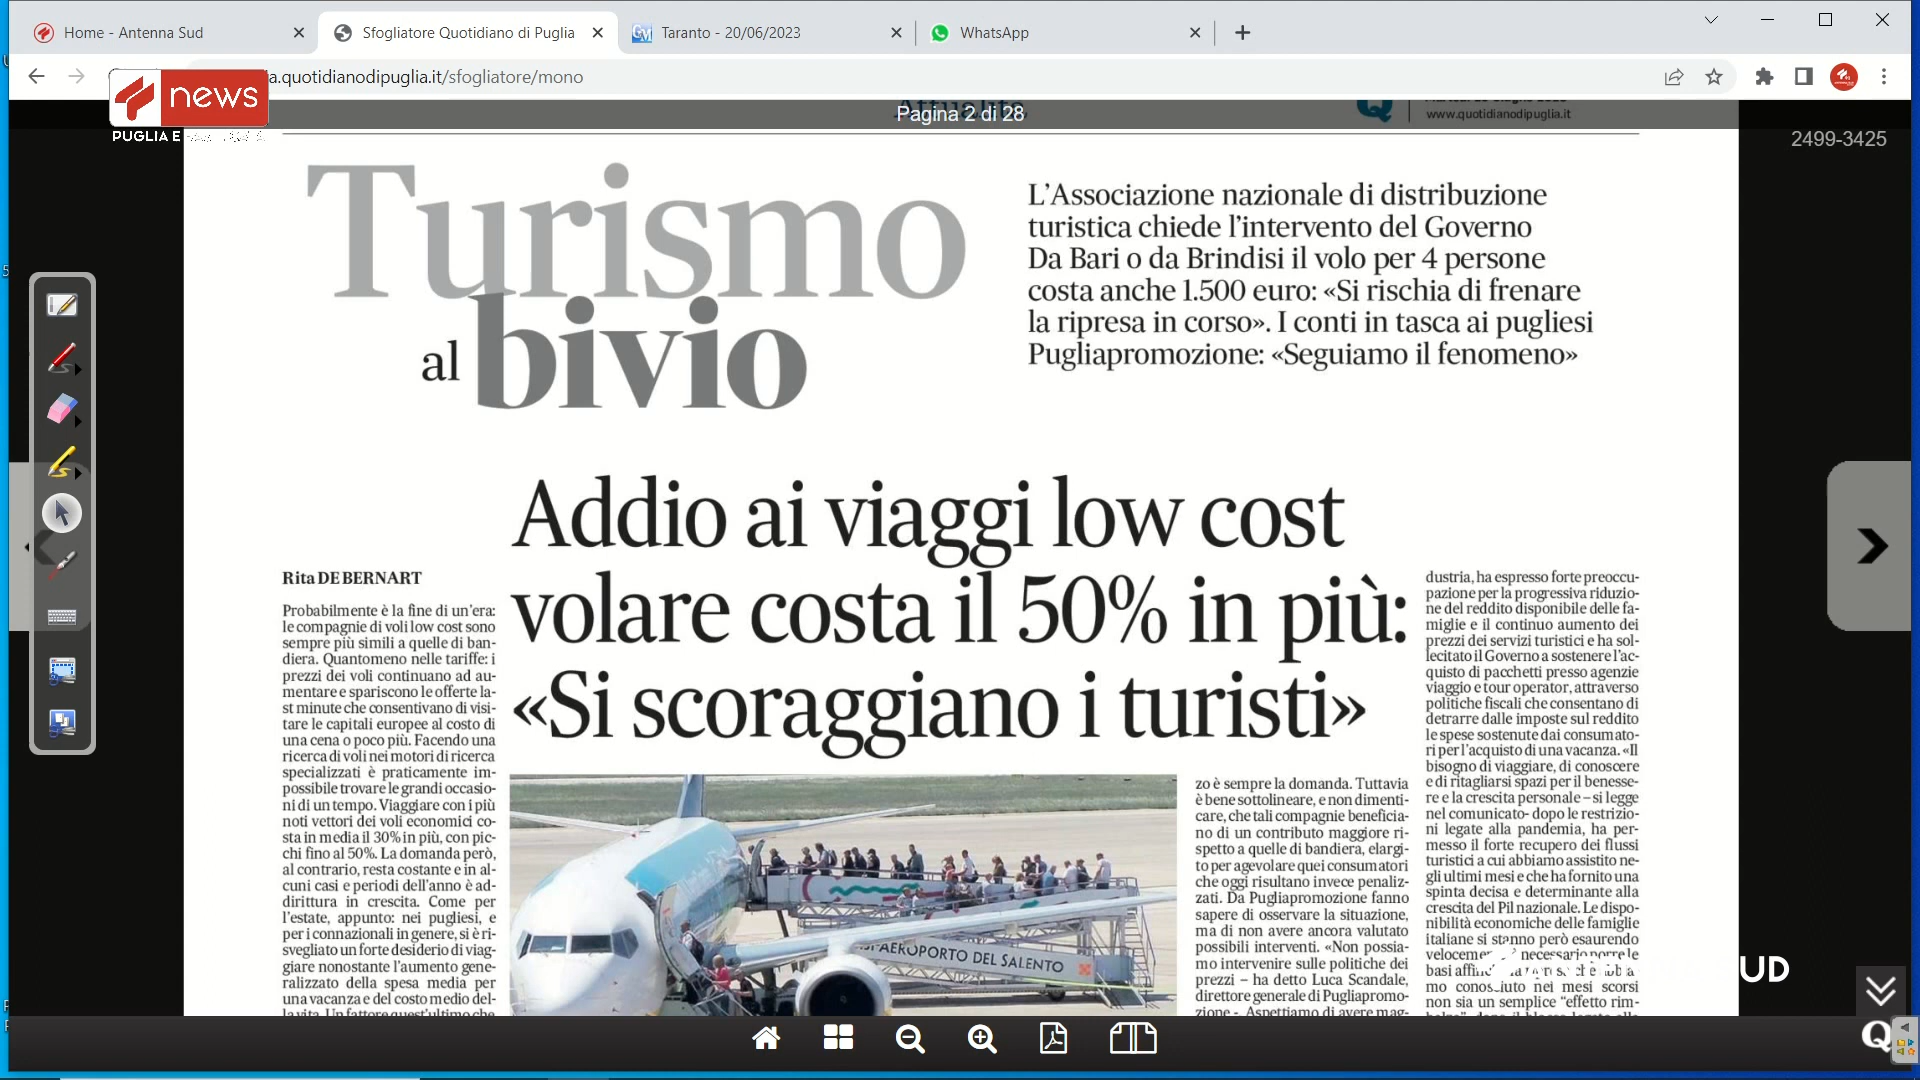 Home - Antenna Sud
Sfogliatore Quotidiano di Puglia
Taranto - 20/06/2023
WhatsApp
a.quotidianodipuglia.it/sfogliatore/mono
news
PUGLIA E
Attualità
Pagina 2 di 28
www.quotidianodipuglia.it
2499-3425
Turismo
al bivio
L'Associazione nazionale di distribuzione
turistica chiede l'intervento del Governo
Da Bari o da Brindisi il volo per 4 persone
costa anche 1.500 euro: «Si rischia di frenare
la ripresa in corso». I conti in tasca ai pugliesi
Pugliapromozione: «Seguiamo il fenomeno»
Addio ai viaggi low cost
volare costa il 50% in più:
«Si scoraggiano i turisti»
Rita DE BERNART
Probabilmente è la fine di un'era:
le compagnie di voli low cost sono
sempre più simili a quelle di ban-
diera. Quantomeno nelle tariffe: i
prezzi dei voli continuano ad au-
mentare e spariscono le offerte la-
st minute che consentivano di visi-
tare le capitali europee al costo di
una cena o poco più. Facendo una
ricerca di voli nei motori di ricerca
specializzati è praticamente im-
possibile trovare le grandi occasio-
ni di un tempo. Viaggiare con i più
noti vettori dei voli economici co-
sta in media il 30% in più, con pic-
chi fino al 50%. La domanda però,
al contrario, resta costante e in al-
cuni casi e periodi dell'anno è ad-
dirittura in crescita. Come per
l'estate, appunto: nei pugliesi, e
per i connazionali in genere, si è ri-
svegliato un forte desiderio di viag-
giare nonostante l'aumento gene-
ralizzato della spesa media per
una vacanza e del costo medio del-
la vita. Un fattore quest'ultimo che
AEROPORTO DEL SALENTO
zo è sempre la domanda. Tuttavia
è bene sottolineare, e non dimenti-
care, che tali compagnie beneficia-
no di un contributo maggiore ri-
spetto a quelle di bandiera, elargi-
to per agevolare quei consumatori
che oggi risultano invece penaliz-
zati. Da Pugliapromozione fanno
sapere di osservare la situazione,
ma di non avere ancora valutato
possibili interventi. «Non possia-
mo intervenire sulle politiche dei
prezzi – ha detto Luca Scandale,
direttore generale di Pugliapromo-
zione -. Aspettiamo di avere mag-
dustria, ha espresso forte preoccu-
pazione per la progressiva riduzio-
ne del reddito disponibile delle fa-
miglie e il continuo aumento dei
prezzi dei servizi turistici e ha sol-
lecitato il Governo a sostenere l'ac-
quisto di pacchetti presso agenzie
viaggio e tour operator, attraverso
politiche fiscali che consentano di
detrarre dalle imposte sul reddito
le spese sostenute dai consumato-
ri per l'acquisto di una vacanza. «Il
bisogno di viaggiare, di conoscere
e di ritagliarsi spazi per il benesse-
re e la crescita personale – si legge
nel comunicato- dopo le restrizio-
ni legate alla pandemia, ha per-
messo il forte recupero dei flussi
turistici a cui abbiamo assistito ne-
gli ultimi mesi e che ha fornito una
spinta decisa e determinante alla
crescita del Pil nazionale. Le dispo-
nibilità economiche delle famiglie
italiane si stanno però esaurendo
necessario porre le
basi
mo conosciuto nei mesi scorsi
non sia un semplice "effetto rim-
UD
Q